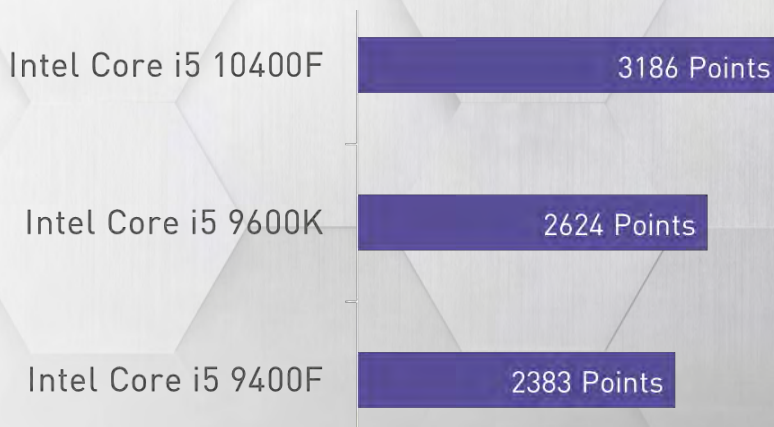 Intel Core i5 10400F 3186 Points
Intel Core i5 9600K 2624 Points
Intel Core i5 9400F 2383 Points